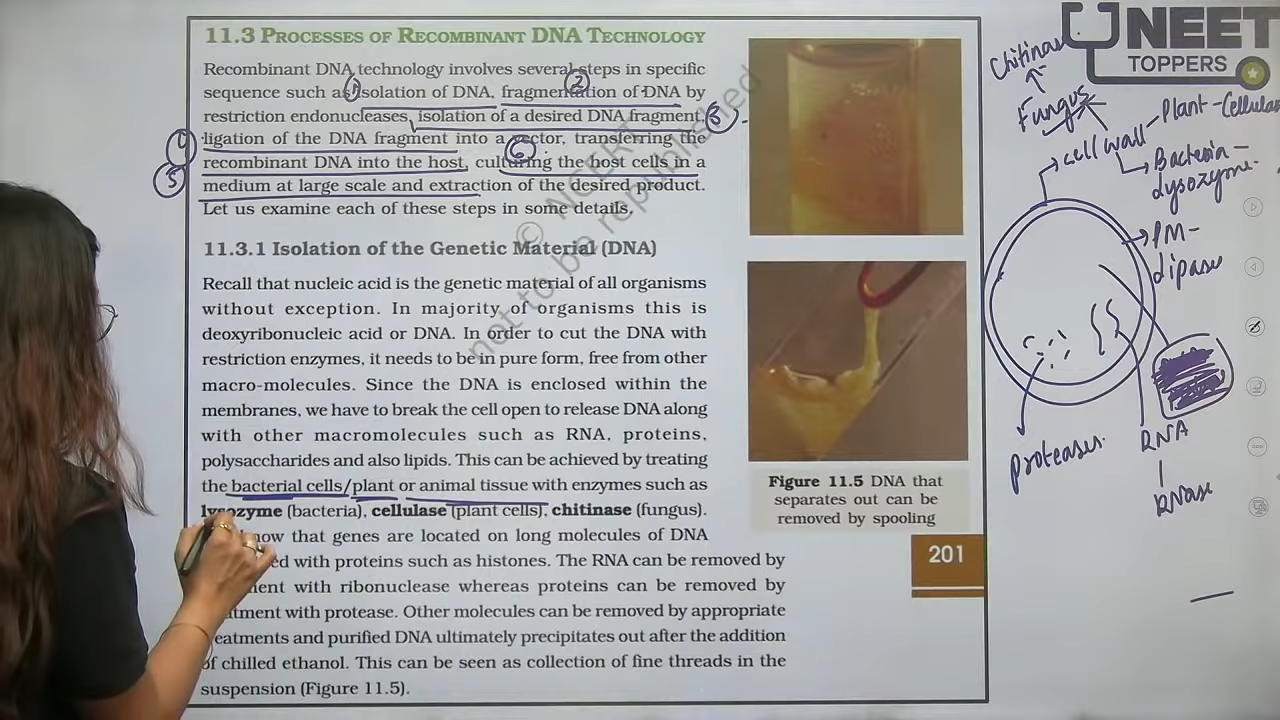 11.3 PROCESSES OF RECOMBINANT DNA TECHNOLOGY
Recombinant DNA technology involves several steps in specific
sequence such as isolation of DNA, fragmentation of DNA by
restriction endonucleases, isolation of a desired DNA fragment,
ligation of the DNA fragment into a vector, transferring the
recombinant DNA into the host, culturing the host cells in a
medium at large scale and extraction of the desired product.
Let us examine each of these steps in some details.
1
2
3
4
5
6
11.3.1 Isolation of the Genetic Material (DNA)
Recall that nucleic acid is the genetic material of all organisms
without exception. In majority of organisms this is
deoxyribonucleic acid or DNA. In order to cut the DNA with
restriction enzymes, it needs to be in pure form, free from other
macro-molecules. Since the DNA is enclosed within the
membranes, we have to break the cell open to release DNA along
with other macromolecules such as RNA, proteins,
polysaccharides and also lipids. This can be achieved by treating
the bacterial cells/plant or animal tissue with enzymes such as
lysozyme (bacteria), cellulase (plant cells), chitinase (fungus).
now that genes are located on long molecules of DNA
ed with proteins such as histones. The RNA can be removed by
ment with ribonuclease whereas proteins can be removed by
tment with protease. Other molecules can be removed by appropriate
eatments and purified DNA ultimately precipitates out after the addition
of chilled ethanol. This can be seen as collection of fine threads in the
suspension (Figure 11.5).
© NCERT
not to be republished
Figure 11.5 DNA that
separates out can be
removed by spooling
201
NEET
TOPPERS
Chitinase
Fungus
Plant - Cellulas
cell wall
Bacteria -
Lysozyme.
PM -
Lipase
Proteases.
RNA
RNase